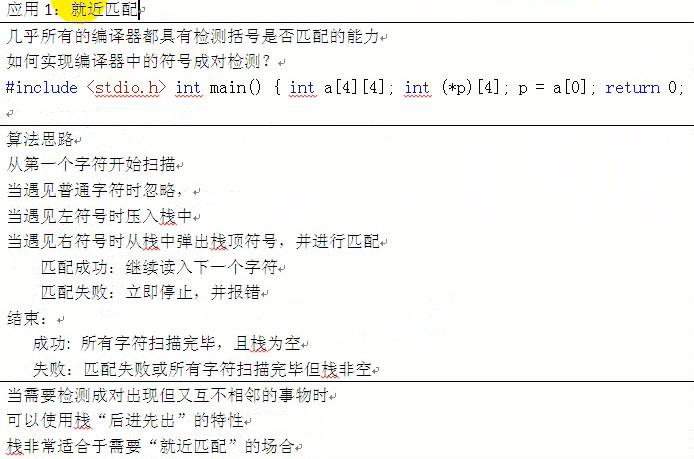 应用 1：就近匹配
几乎所有的编译器都具有检测括号是否匹配的能力
如何实现编译器中的符号成对检测？
#include <stdio.h> int main() { int a[4][4]; int (*p)[4]; p = a[0]; return 0;
算法思路
从第一个字符开始扫描
当遇见普通字符时忽略，
当遇见左符号时压入栈中
当遇见右符号时从栈中弹出栈顶符号，并进行匹配
匹配成功：继续读入下一个字符
匹配失败：立即停止，并报错
结束：
成功: 所有字符扫描完毕，且栈为空
失败：匹配失败或所有字符扫描完毕但栈非空
当需要检测成对出现但又互不相邻的事物时
可以使用栈“后进先出”的特性
栈非常适合于需要“就近匹配”的场合